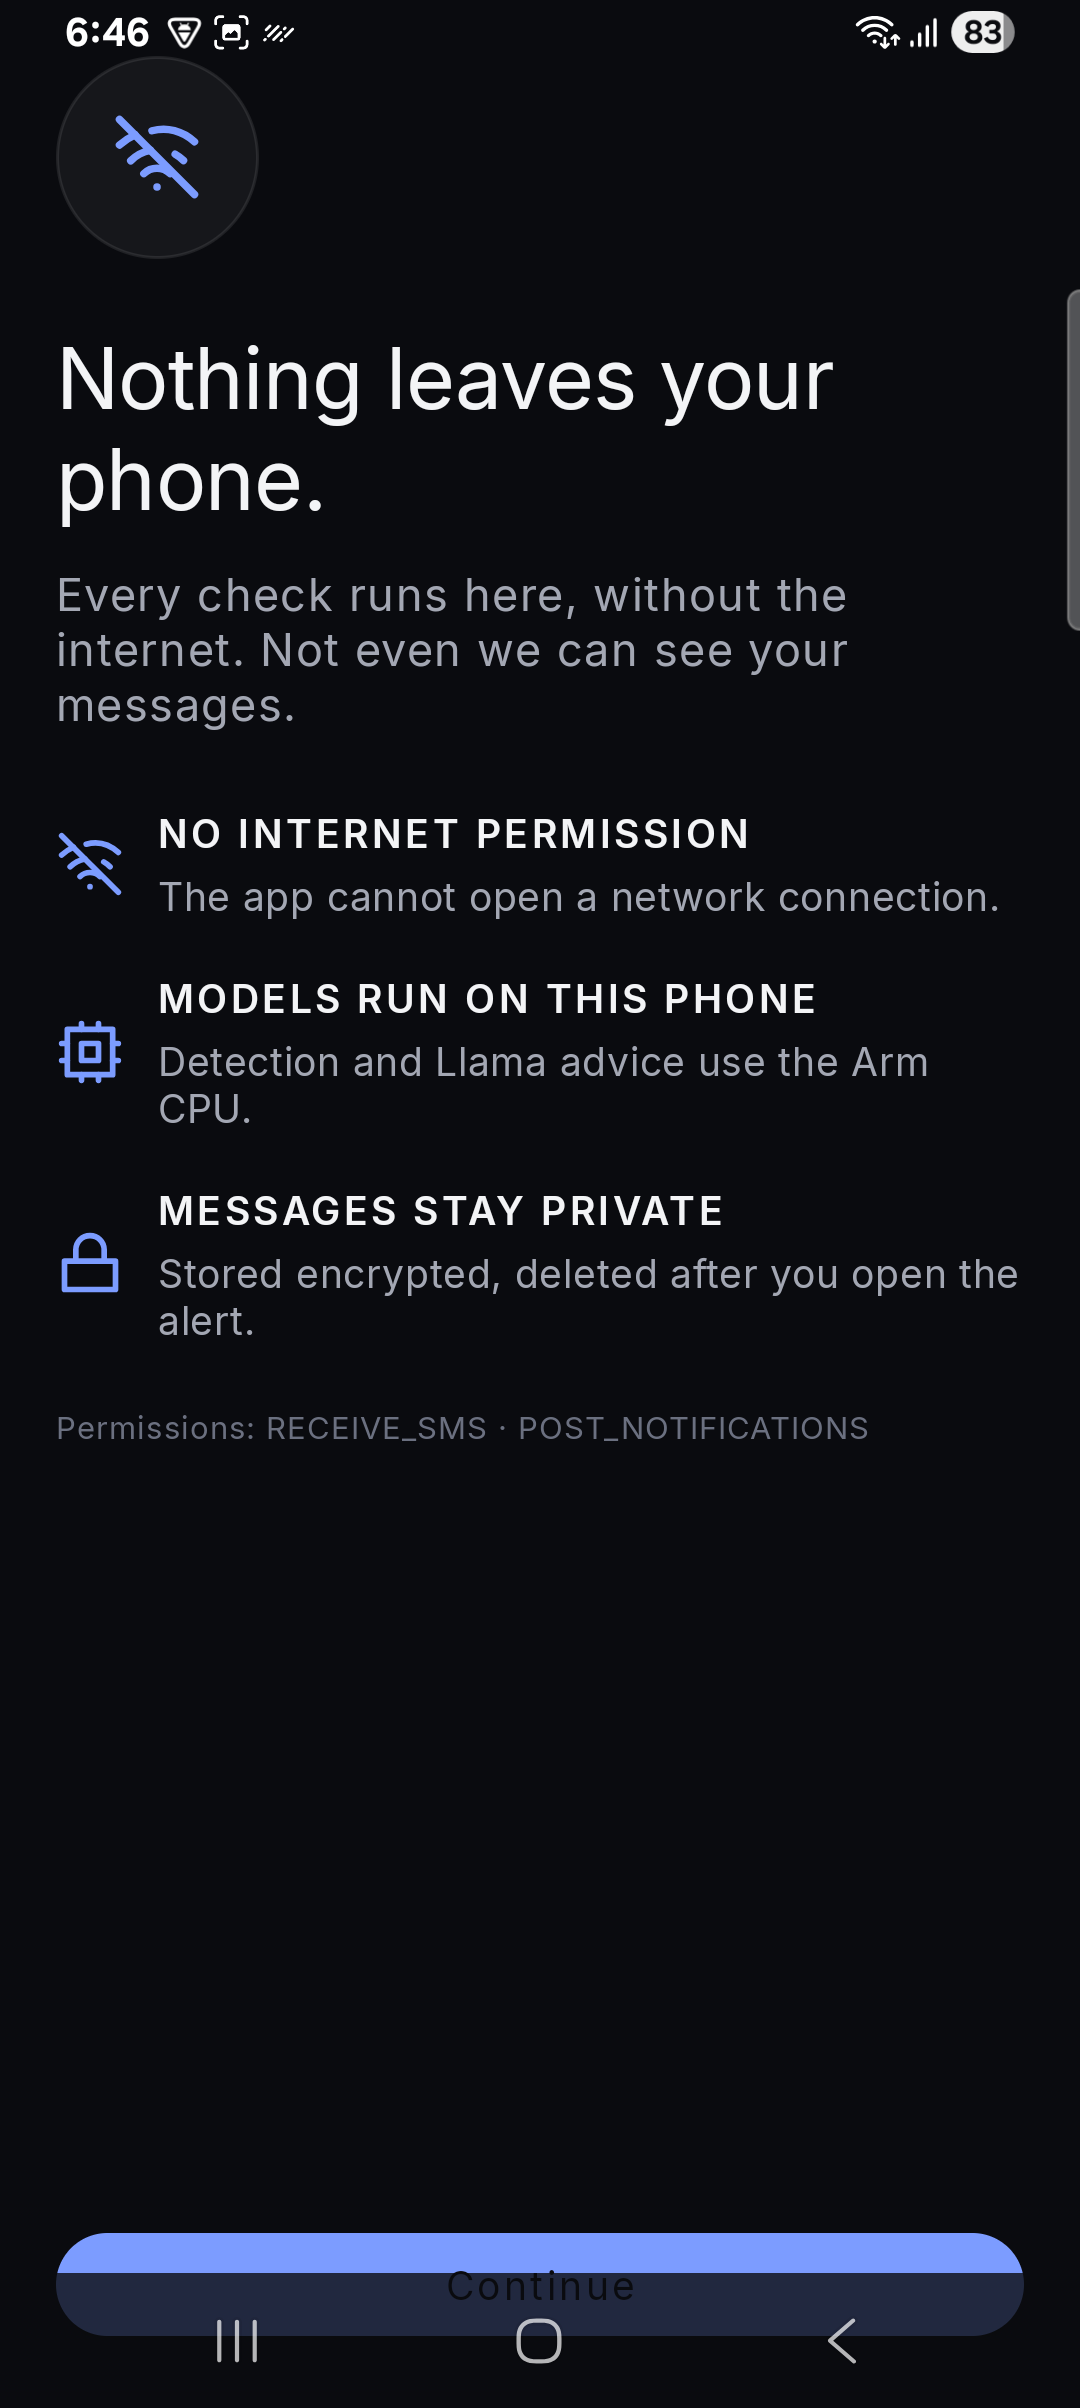 6:46
83
Nothing leaves your
phone.
Every check runs here, without the
internet. Not even we can see your
messages.
NO INTERNET PERMISSION
The app cannot open a network connection.
MODELS RUN ON THIS PHONE
Detection and Llama advice use the Arm
CPU.
MESSAGES STAY PRIVATE
Stored encrypted, deleted after you open the
alert.
Permissions: RECEIVE_SMS · POST_NOTIFICATIONS
Continue